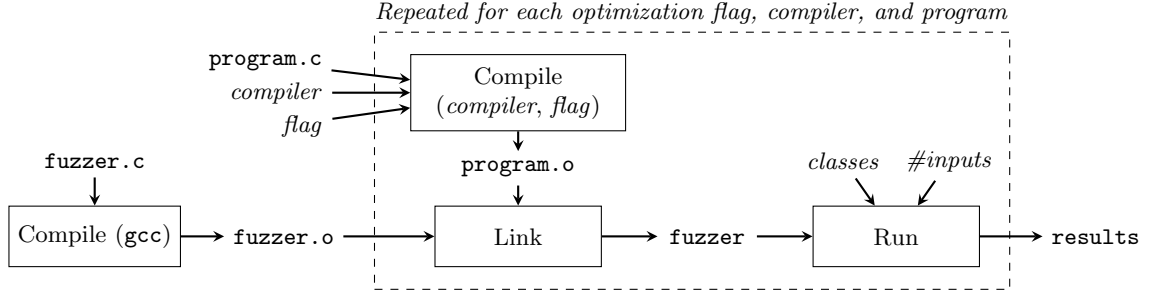 Repeated for each optimization flag, compiler, and program
program.c
compiler
flag
Compile
(compiler, flag)
program.o
fuzzer.c
classes
#inputs
Compile (gcc)
fuzzer.o
Link
fuzzer
Run
results